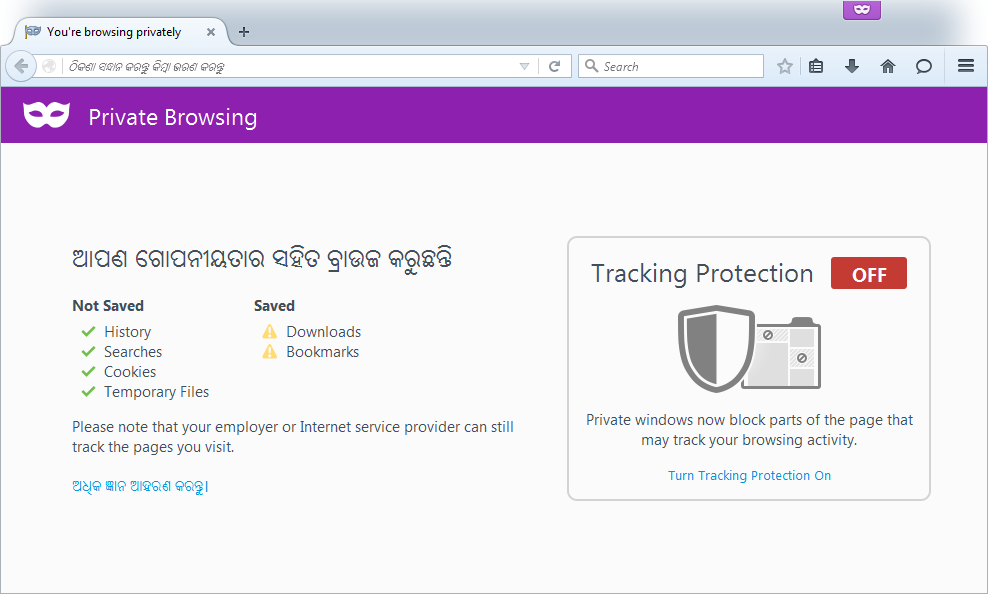 You're browsing privately
ଠିକଣା ସନ୍ଧାନ କରନ୍ତୁ କିମ୍ବା ଭରଣ କରନ୍ତୁ
Search
Private Browsing
ଆପଣ ଗୋପନୀୟତାର ସହିତ ବ୍ରାଉଜ କରୁଛନ୍ତି
Not Saved
History
Searches
Cookies
Temporary Files
Saved
Downloads
Bookmarks
Please note that your employer or Internet service provider can still
track the pages you visit.
ଅଧିକ ଜ୍ଞାନ ଆହରଣ କରନ୍ତୁ।
Tracking Protection
OFF
Private windows now block parts of the page that
may track your browsing activity.
Turn Tracking Protection On